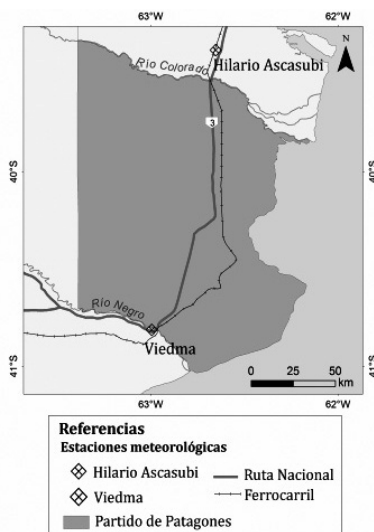 63°W
62°W
N
Río Colorado
Hilario Ascasubi
3
40°S
40°S
Río Negro
Viedma
41°S
41°S
0
25
50
km
63°W
62°W
Referencias
Estaciones meteorológicas
Hilario Ascasubi
Ruta Nacional
Viedma
Ferrocarril
Partido de Patagones